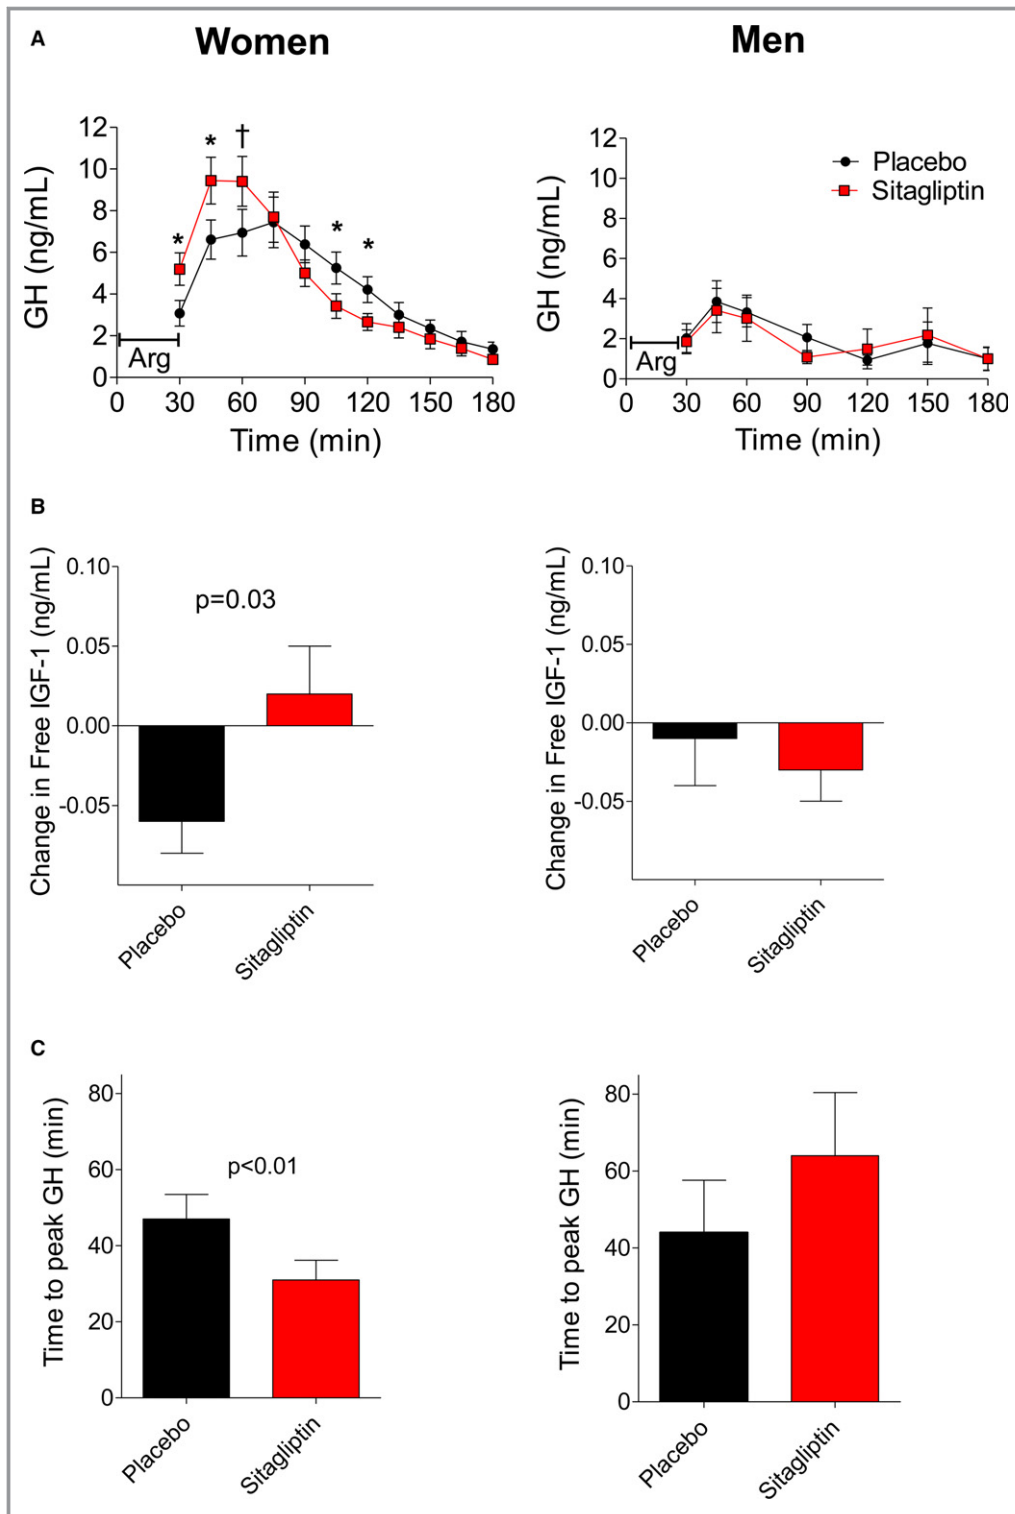 A
Women
Men
12
10
8
6
4
2
0
GH (ng/mL)
* * † * *
Arg
0 30 60 90 120 150 180
Time (min)
12
10
8
6
4
2
0
GH (ng/mL)
Placebo
Sitagliptin
Arg
0 30 60 90 120 150 180
Time (min)
B
Change in Free IGF-1 (ng/mL)
0.10
0.05
0.00
-0.05
p=0.03
Placebo
Sitagliptin
Change in Free IGF-1 (ng/mL)
0.10
0.05
0.00
-0.05
Placebo
Sitagliptin
C
Time to peak GH (min)
80
60
40
20
0
p<0.01
Placebo
Sitagliptin
Time to peak GH (min)
80
60
40
20
0
Placebo
Sitagliptin